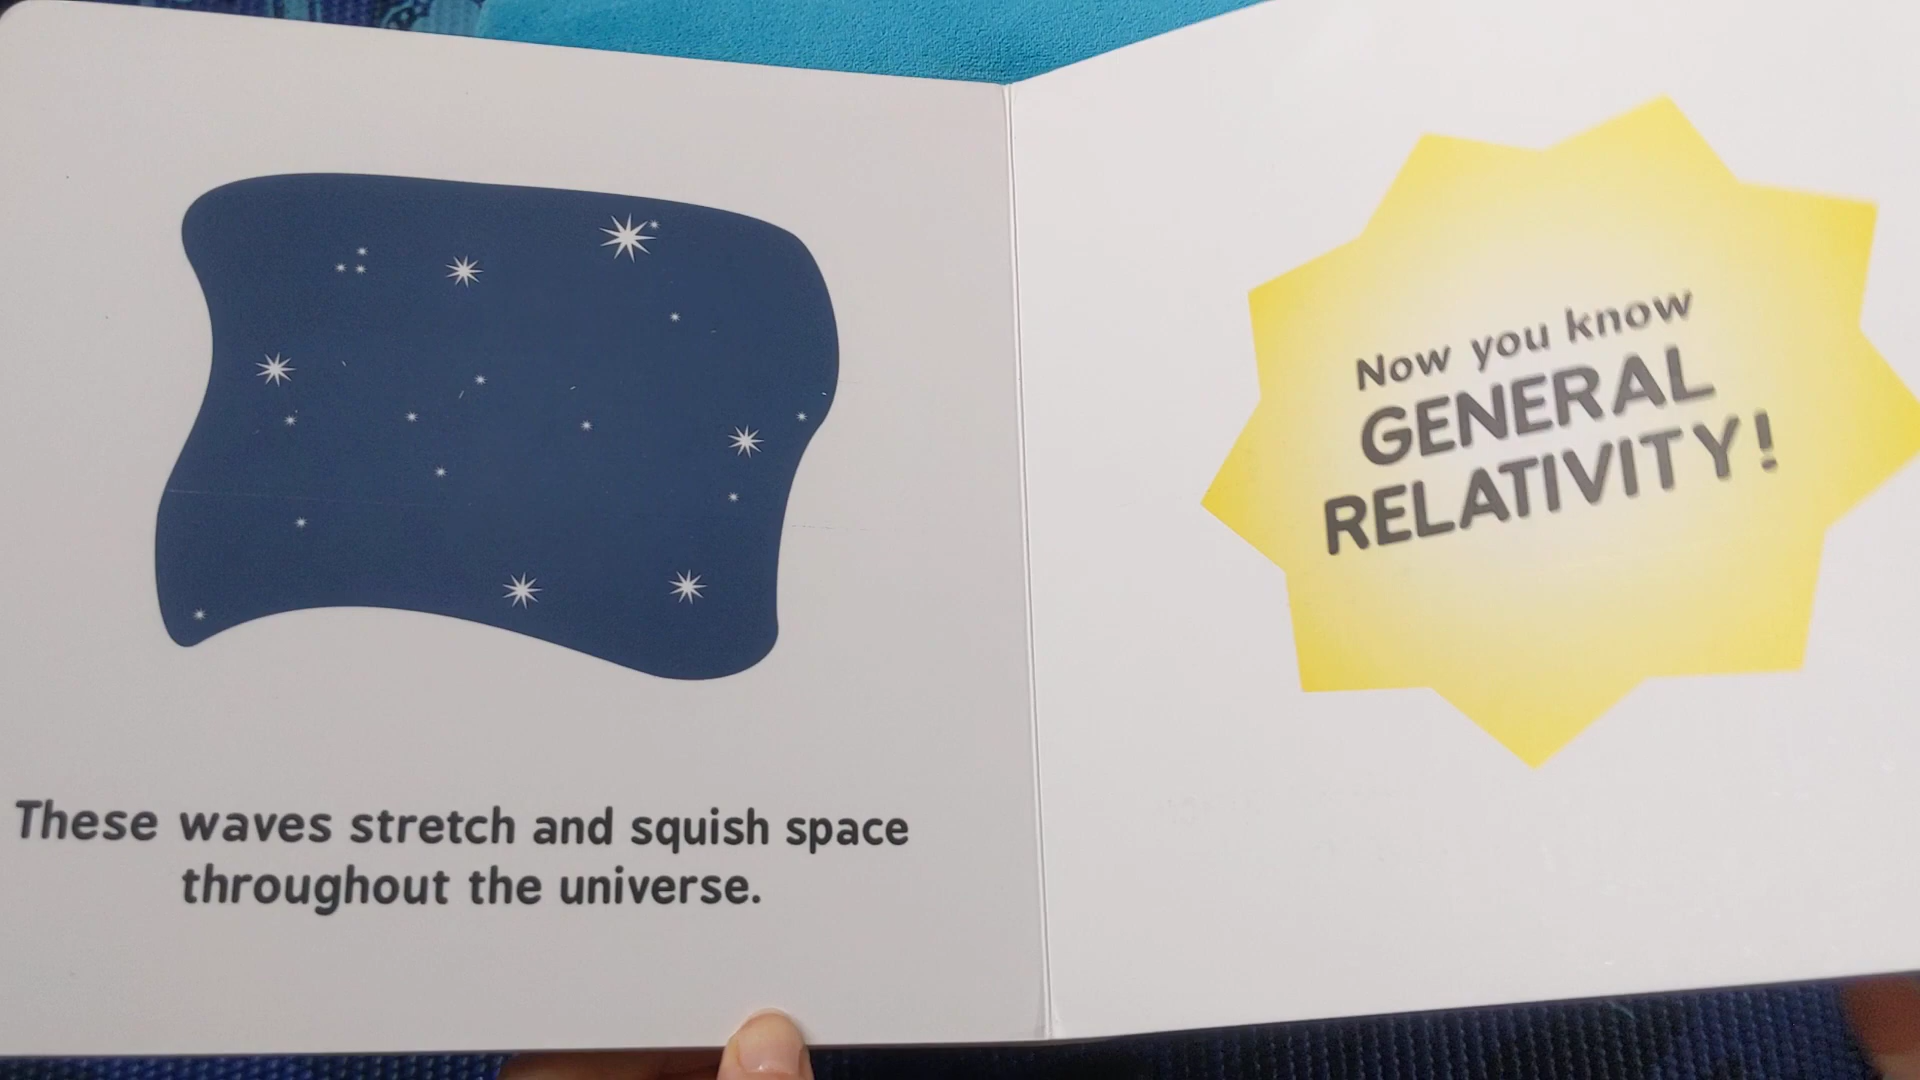 These waves stretch and squish space
throughout the universe.
Now you know
GENERAL
RELATIVITY!